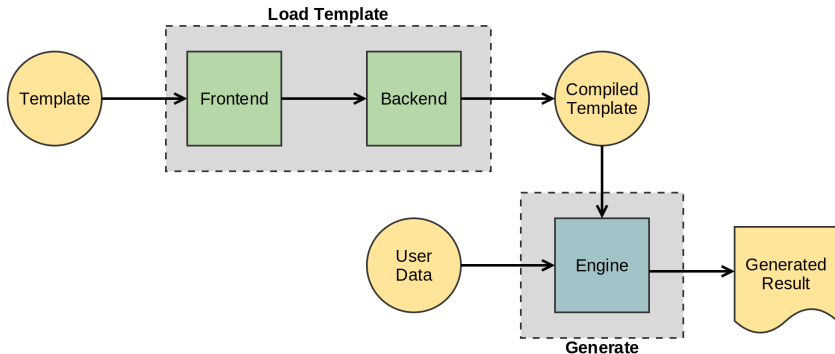 Load Template
Template
Frontend
Backend
Compiled
Template
User
Data
Engine
Generated
Result
Generate